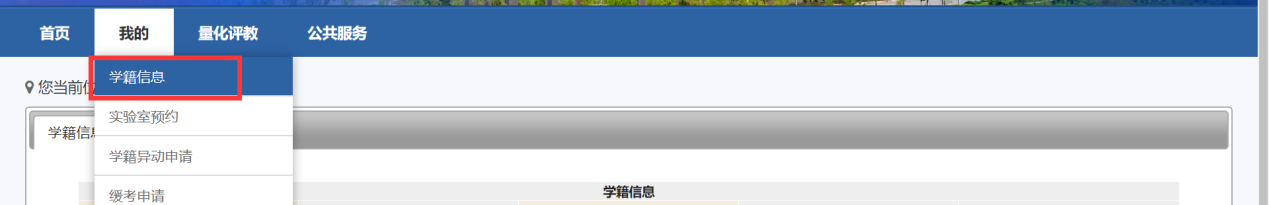 首页 我的 量化评教 公共服务
学籍信息
您当前
实验室预约
学籍信
学籍异动申请
学籍信息
缓考申请